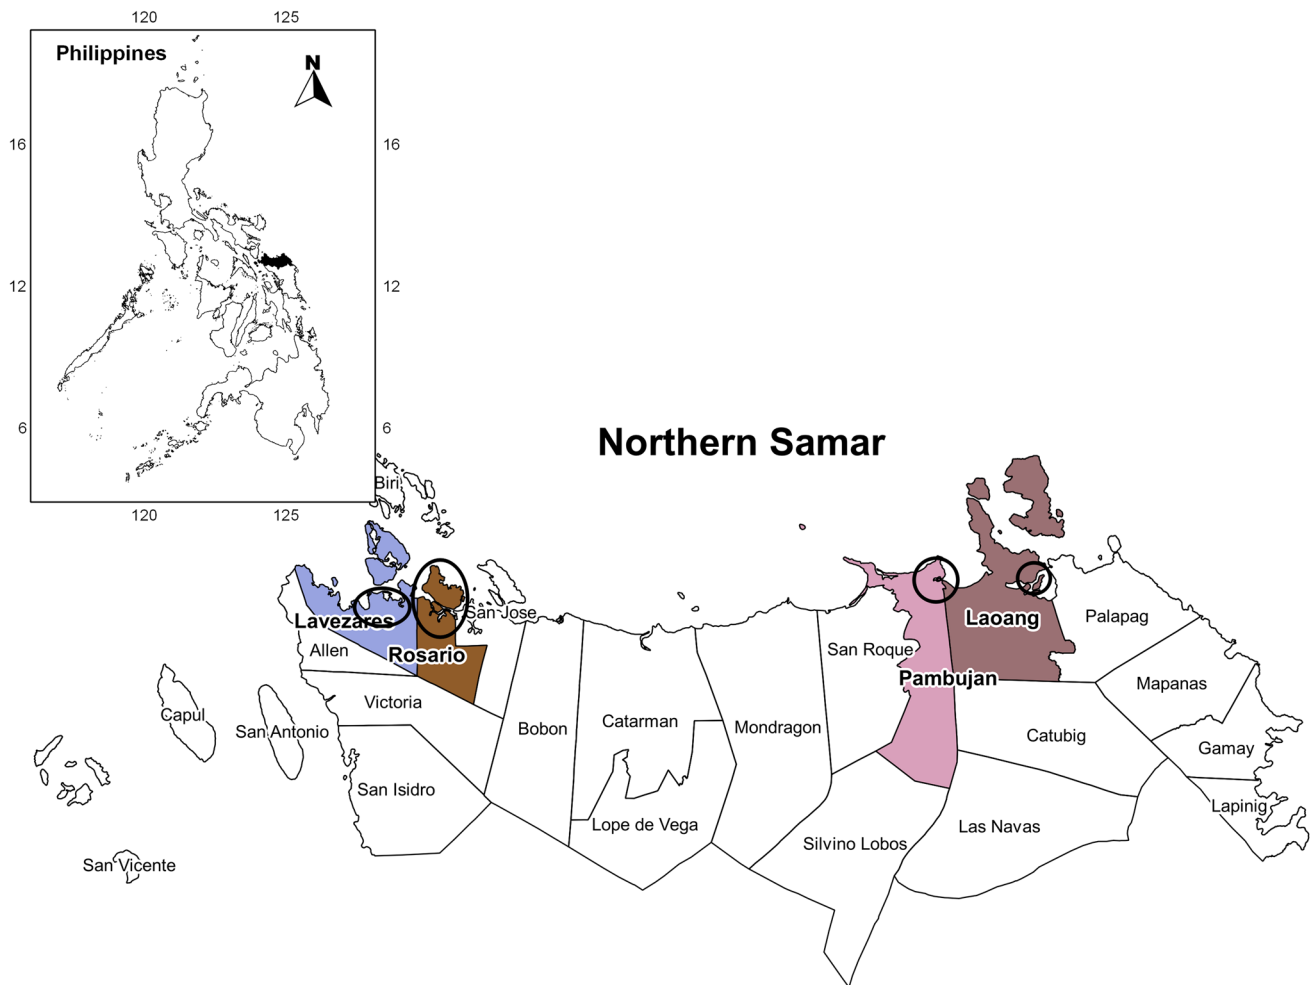 120 125
Philippines
N
16 16
12 12
6 6
120 125
Northern Samar
Biri
San Jose
Lavezares
Laoang
Palapag
Allen
Rosario
San Roque
Pambujan
Mapanas
Victoria
Capul
San Antonio
Bobon
Catarman
Mondragon
Catubig
Gamay
San Isidro
Lapinig
Lope de Vega
Las Navas
Silvino Lobos
San Vicente